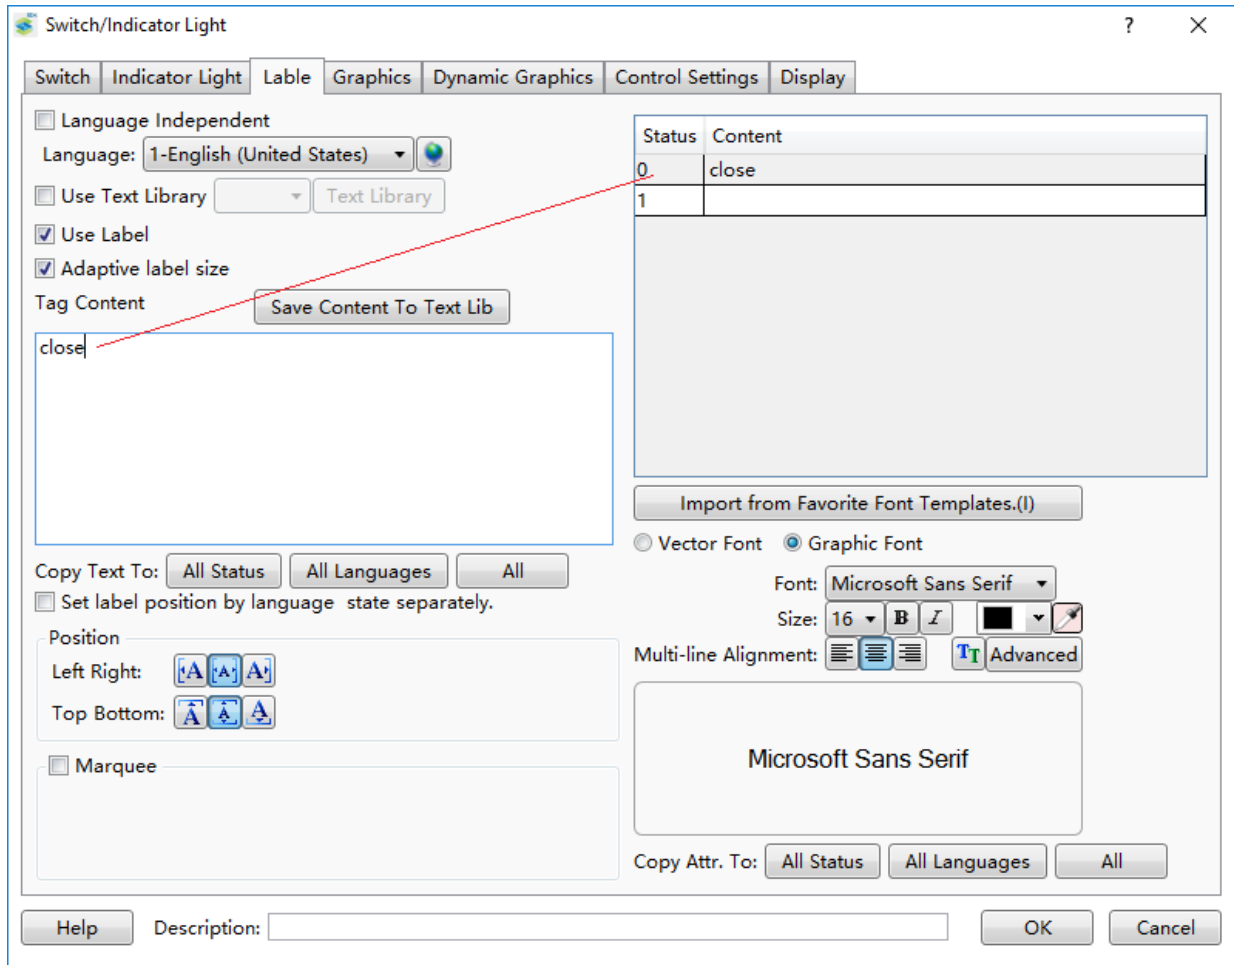 Switch/Indicator Light
?
Switch Indicator Light Lable Graphics Dynamic Graphics Control Settings Display
Language Independent
Language: 1-English (United States)
Use Text Library Text Library
Use Label
Adaptive label size
Tag Content Save Content To Text Lib
close
Copy Text To: All Status All Languages All
Set label position by language state separately.
Position
Left Right: A A A
Top Bottom: A A A
Marquee
Status Content
0 close
1
Import from Favorite Font Templates.(I)
Vector Font Graphic Font
Font: Microsoft Sans Serif
Size: 16 B I
Multi-line Alignment: TT Advanced
Microsoft Sans Serif
Copy Attr. To: All Status All Languages All
Help Description: OK Cancel